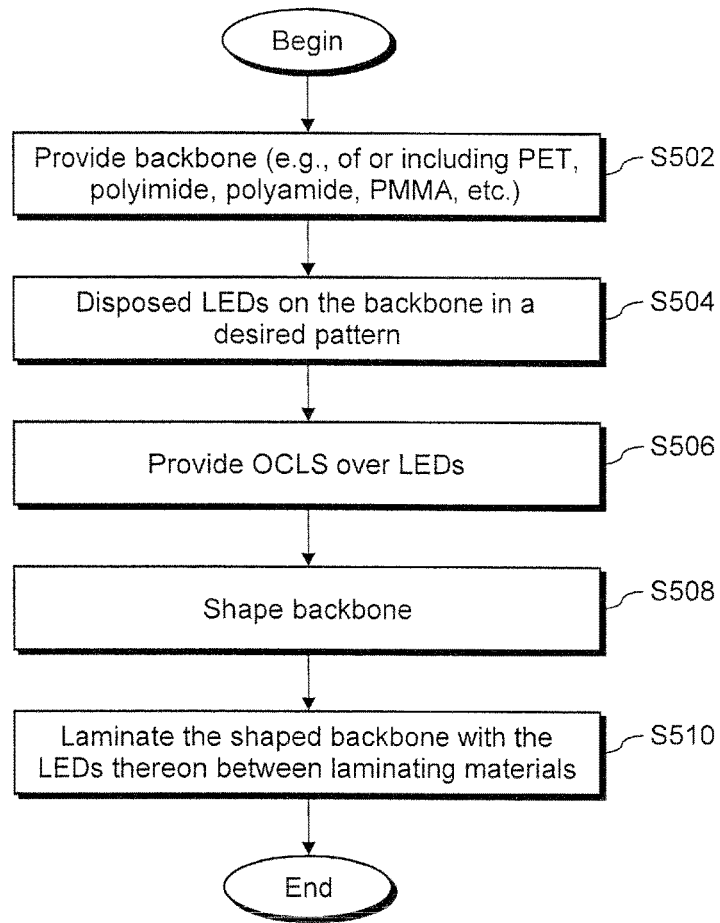 Begin
Provide backbone (e.g., of or including PET,
polyimide, polyamide, PMMA, etc.)
S502
Disposed LEDs on the backbone in a
desired pattern
S504
Provide OCLS over LEDs
S506
Shape backbone
S508
Laminate the shaped backbone with the
LEDs thereon between laminating materials
S510
End